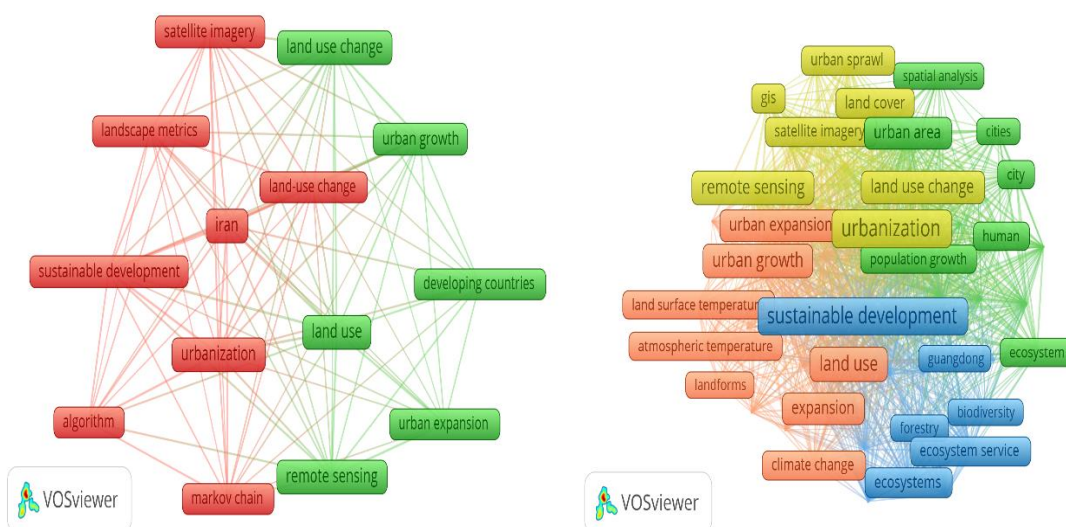 satellite imagery
land use change
landscape metrics
urban growth
land-use change
iran
sustainable development
developing countries
land use
urbanization
algorithm
urban expansion
remote sensing
markov chain
VOSviewer
urban sprawl
spatial analysis
gis
land cover
satellite imagery
urban area
cities
city
remote sensing
land use change
urban expansion
urbanization
human
urban growth
population growth
land surface temperature
sustainable development
atmospheric temperature
land use
guangdong
ecosystem
landforms
expansion
biodiversity
forestry
ecosystem service
climate change
ecosystems
VOSviewer